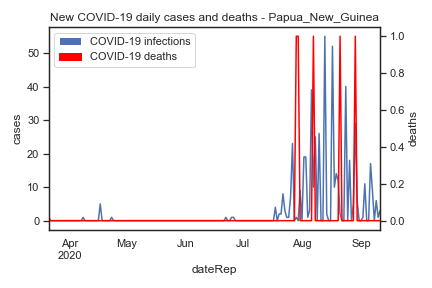 New COVID-19 daily cases and deaths - Papua_New_Guinea
COVID-19 infections
COVID-19 deaths
50
40
30
20
10
0
cases
1.0
0.8
0.6
0.4
0.2
0.0
deaths
Apr
2020
May
Jun
Jul
Aug
Sep
dateRep